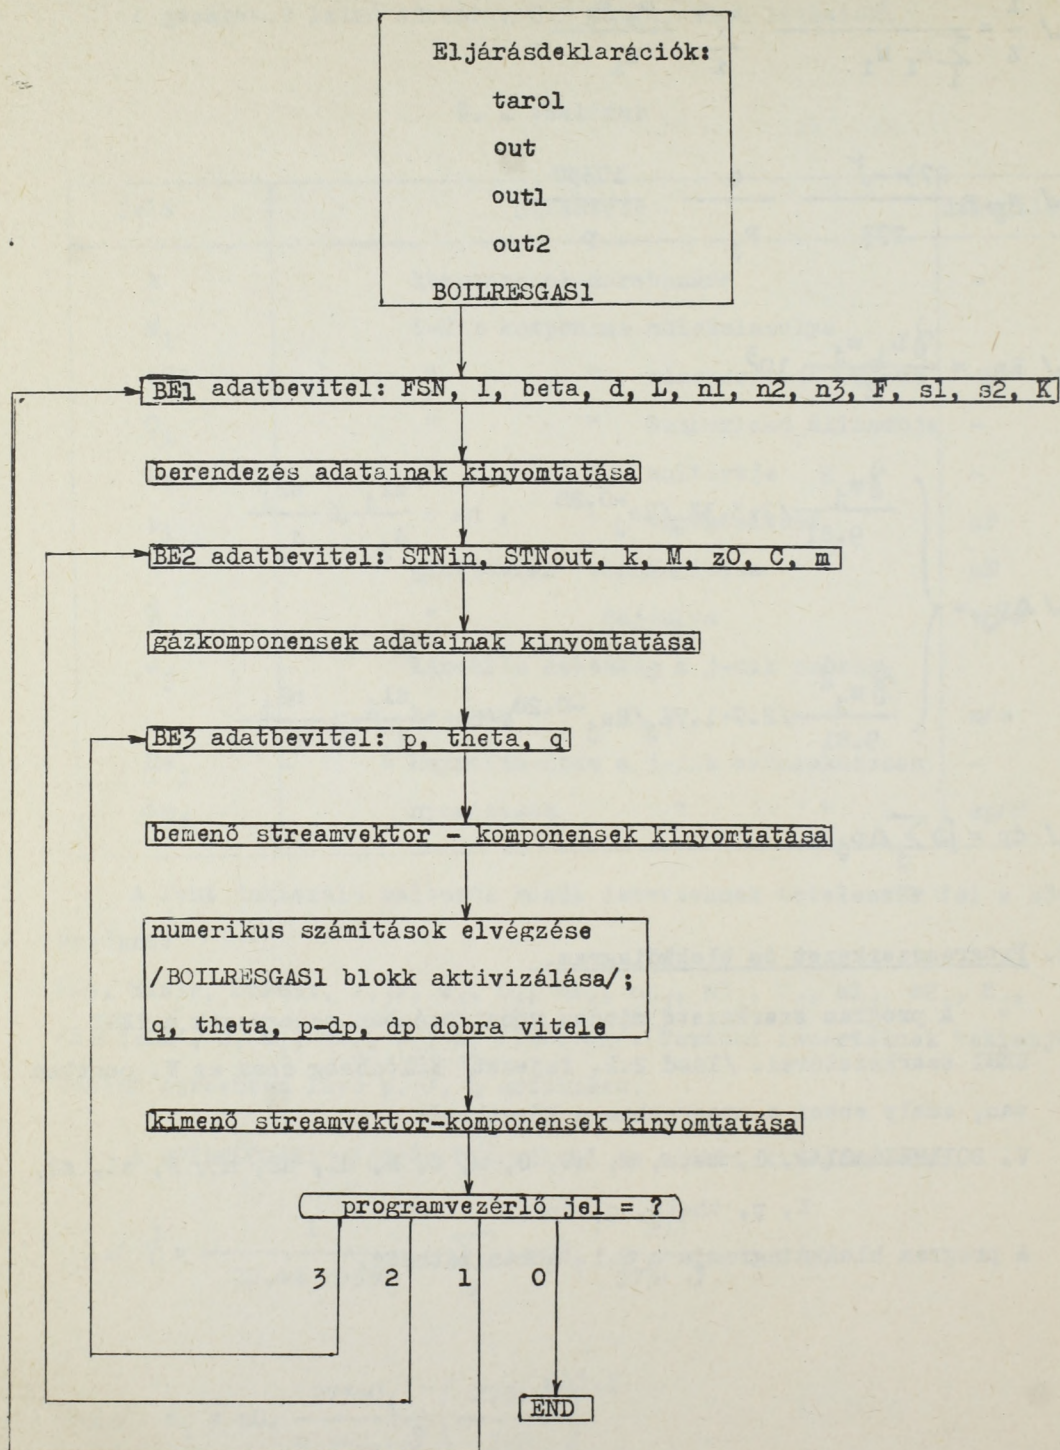 Eljárásdeklarációk:
tarol
out
out1
out2
BOILRESGAS1
BE1 adatbevitel: FSN, l, beta, d, L, n1, n2, n3, F, s1, s2, K
berendezés adatainak kinyomtatása
BE2 adatbevitel: STNin, STNout, k, M, z0, C, m
gázkomponensek adatainak kinyomtatása
BE3 adatbevitel: p, theta, q
bemenő streamvektor - komponensek kinyomtatása
numerikus számitások elvégzése
/BOILRESGAS1 blokk aktivizálása/;
q, theta, p-dp, dp dobra vitele
kimenő streamvektor-komponensek kinyomtatása
programvezérlő jel = ?
3 2 1 0
END